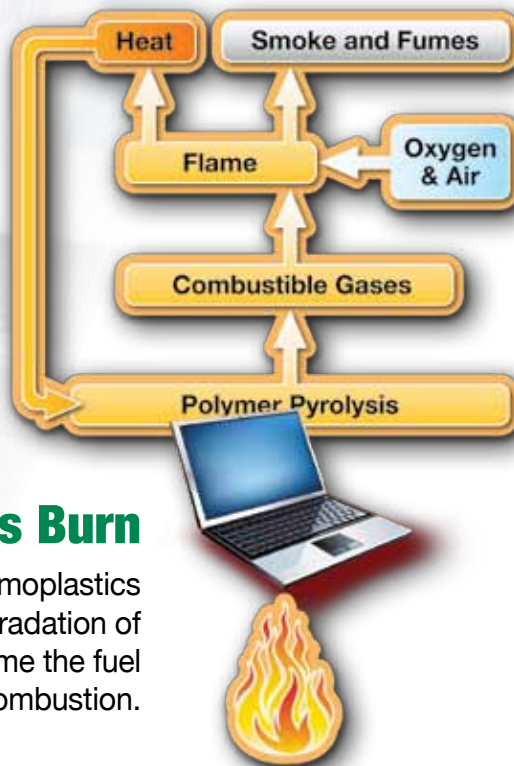 Heat
Smoke and Fumes
Flame
Oxygen
& Air
Combustible Gases
Polymer Pyrolysis
s Burn
moplastics
radation of
me the fuel
ombustion.